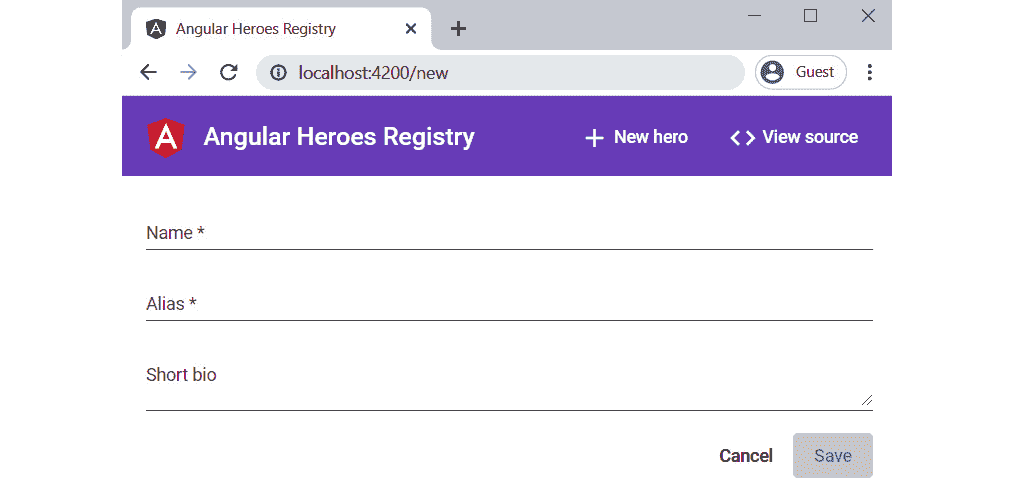 Angular Heroes Registry
localhost:4200/new
Guest
Angular Heroes Registry
New hero
View source
Name *
Alias *
Short bio
Cancel
Save